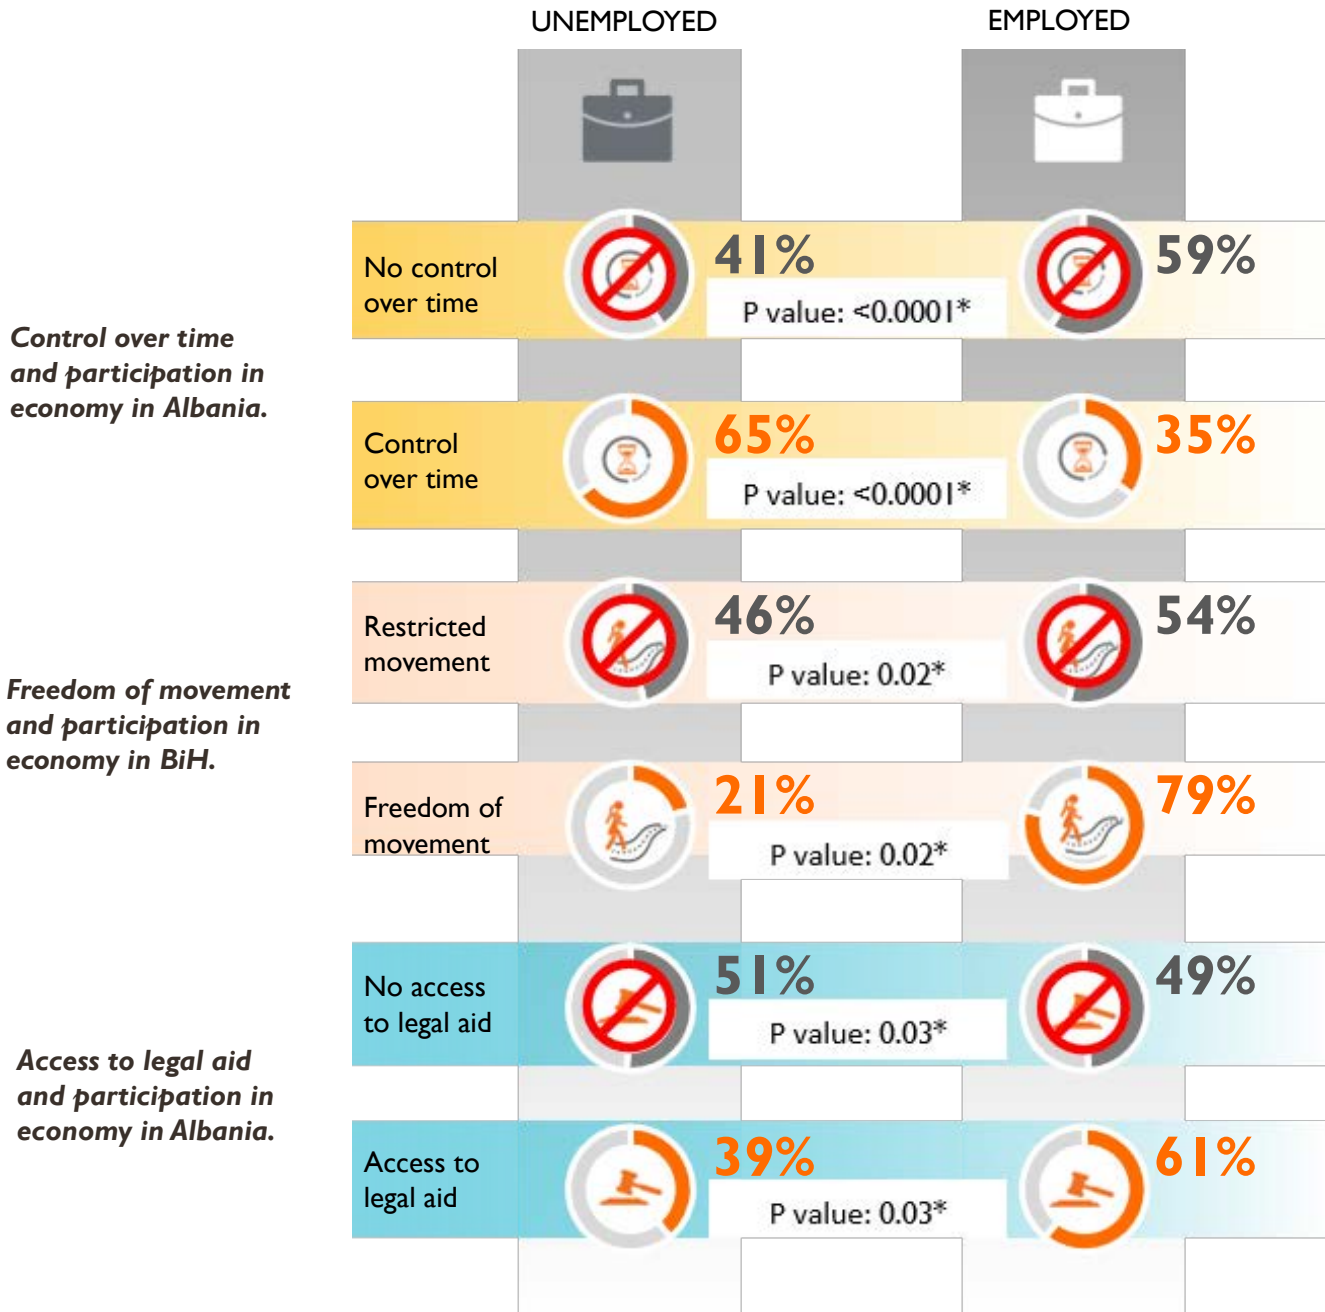 UNEMPLOYED
EMPLOYED
Control over time
and participation in
economy in Albania.
No control
over time
41%
P value: <0.0001*
59%
Control
over time
65%
P value: <0.0001*
35%
Freedom of movement
and participation in
economy in BiH.
Restricted
movement
46%
P value: 0.02*
54%
Freedom of
movement
21%
P value: 0.02*
79%
Access to legal aid
and participation in
economy in Albania.
No access
to legal aid
51%
P value: 0.03*
49%
Access to
legal aid
39%
P value: 0.03*
61%